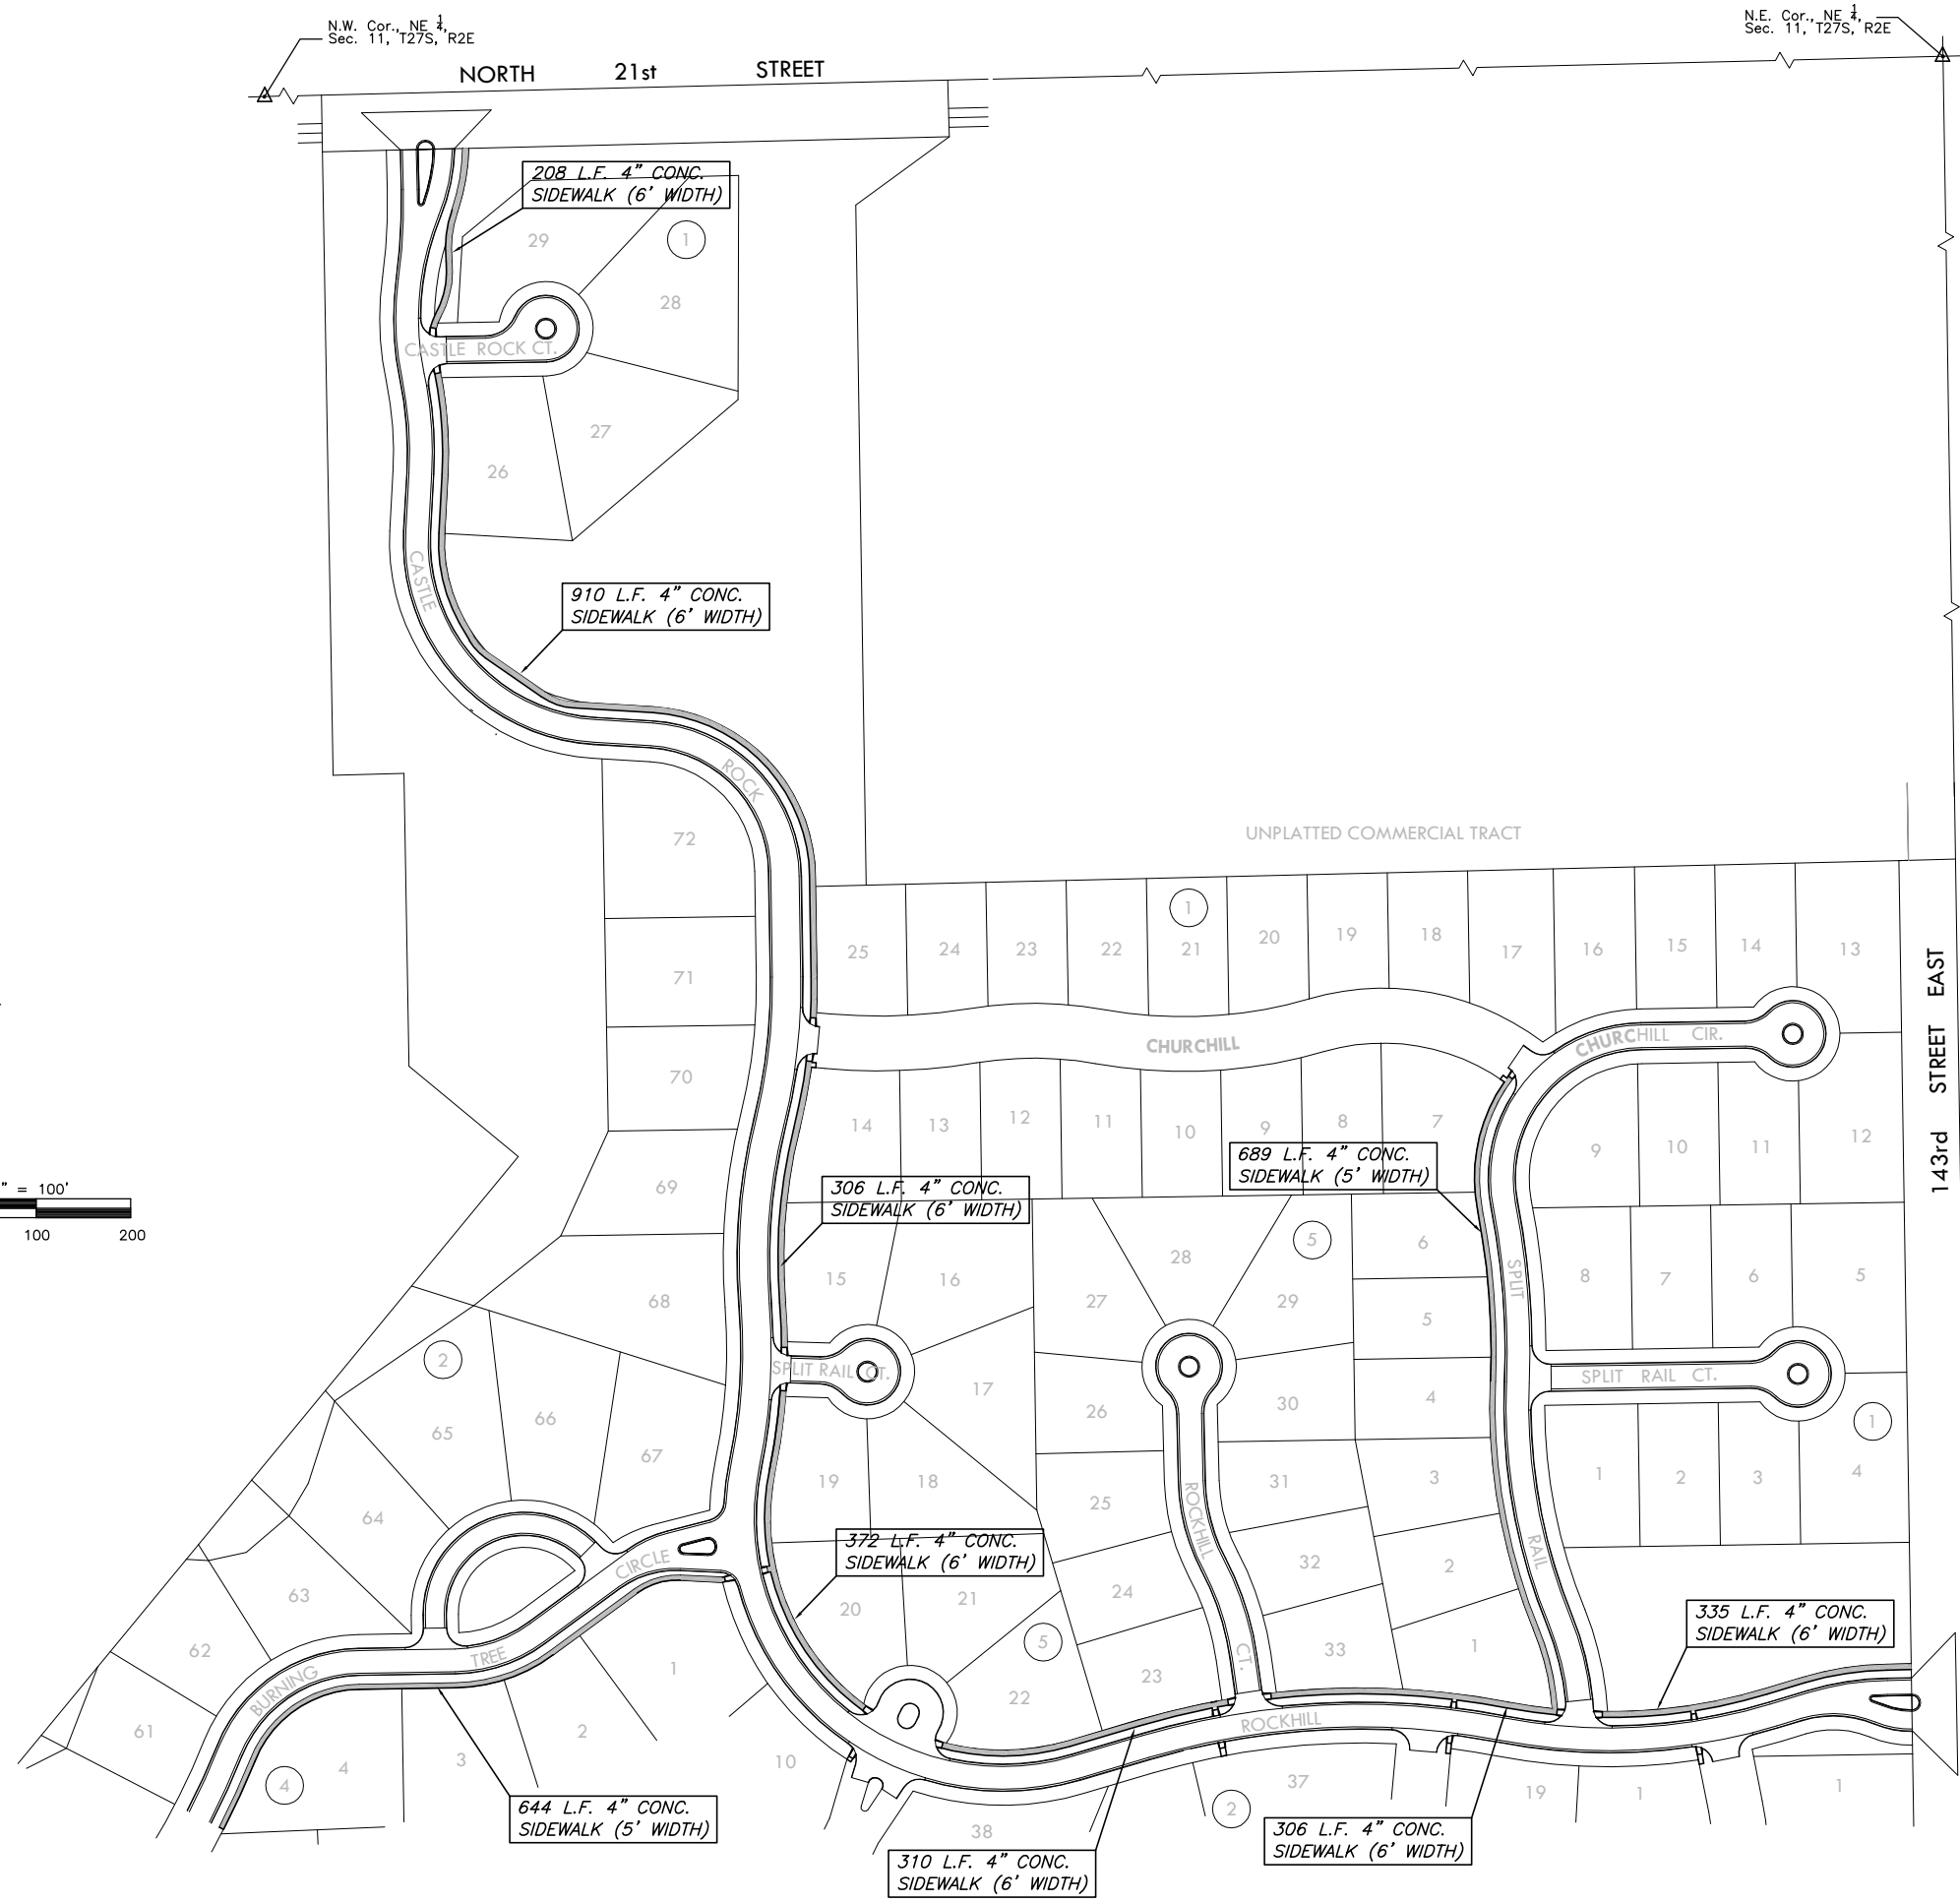 N.W. Cor., NE 1/4,
Sec. 11, T27S, R2E
N.E. Cor., NE 1/4,
Sec. 11, T27S, R2E
NORTH 21st STREET
208 L.F. 4" CONC.
SIDEWALK (6' WIDTH)
29
1
28
CASTLE ROCK CT.
27
26
CASTLE
910 L.F. 4" CONC.
SIDEWALK (6' WIDTH)
ROCK
72
UNPLATTED COMMERCIAL TRACT
1
25
24
23
22
21
20
19
18
17
16
15
14
13
71
143rd STREET EAST
CHURCHILL
CHURCHILL CIR.
70
14
13
12
11
10
9
8
7
9
10
11
12
689 L.F. 4" CONC.
SIDEWALK (5' WIDTH)
69
" = 100'
100
200
306 L.F. 4" CONC.
SIDEWALK (6' WIDTH)
28
5
6
15
16
SPLIT
8
7
6
5
68
27
29
5
2
SPLIT RAIL CT.
SPLIT RAIL CT.
17
26
30
4
1
65
66
67
19
18
25
31
3
1
2
3
4
64
ROCKHILL
372 L.F. 4" CONC.
SIDEWALK (6' WIDTH)
CIRCLE
RAIL
63
20
21
24
32
2
335 L.F. 4" CONC.
SIDEWALK (6' WIDTH)
62
TREE
1
5
23
CT.
33
1
BURNING
22
61
2
ROCKHILL
4
4
3
10
37
19
1
1
644 L.F. 4" CONC.
SIDEWALK (5' WIDTH)
2
38
306 L.F. 4" CONC.
SIDEWALK (6' WIDTH)
310 L.F. 4" CONC.
SIDEWALK (6' WIDTH)